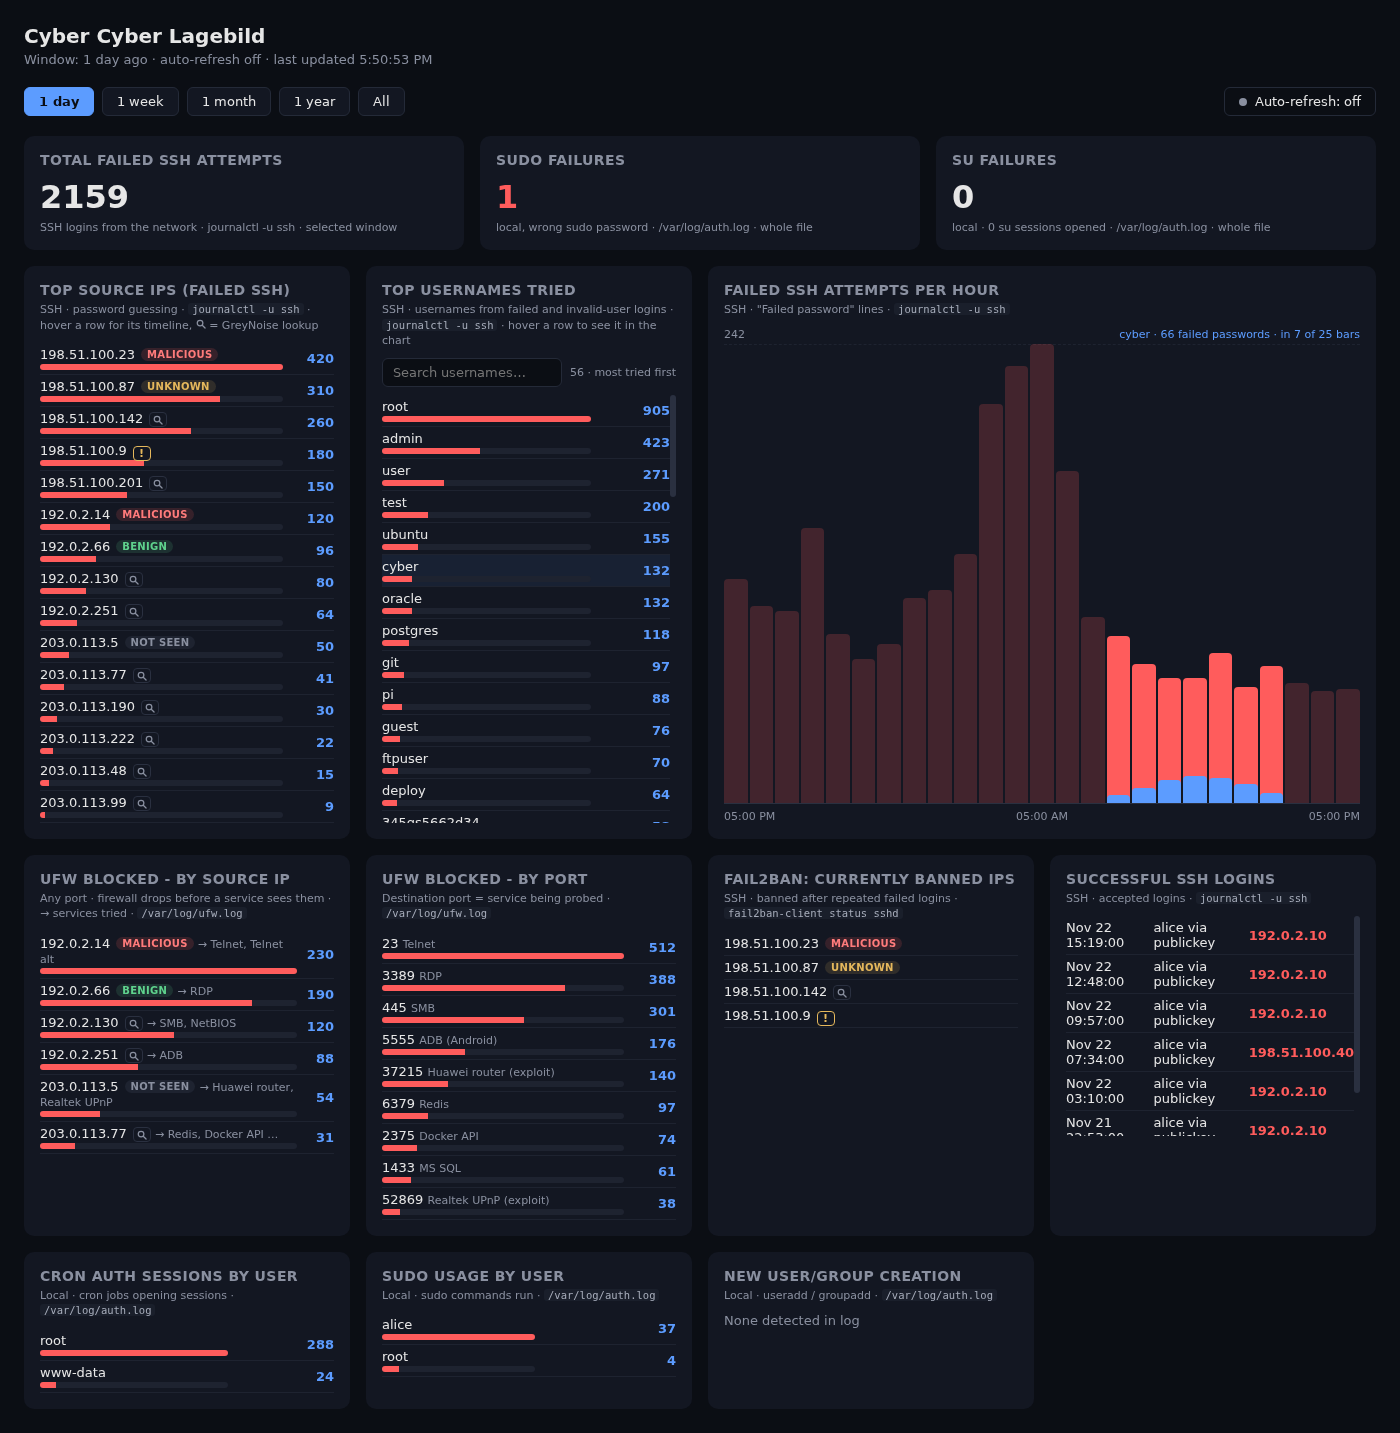 Cyber Cyber Lagebild
Window: 1 day ago · auto-refresh off · last updated 5:50:53 PM
1 day
1 week
1 month
1 year
All
Auto-refresh: off
TOTAL FAILED SSH ATTEMPTS
2159
SSH logins from the network · journalctl -u ssh · selected window
SUDO FAILURES
1
local, wrong sudo password · /var/log/auth.log · whole file
SU FAILURES
0
local · 0 su sessions opened · /var/log/auth.log · whole file
TOP SOURCE IPS (FAILED SSH)
SSH · password guessing · journalctl -u ssh ·
hover a row for its timeline, = GreyNoise lookup
198.51.100.23 MALICIOUS 420
198.51.100.87 UNKNOWN 310
198.51.100.142 260
198.51.100.9 ! 180
198.51.100.201 150
192.0.2.14 MALICIOUS 120
192.0.2.66 BENIGN 96
192.0.2.130 80
192.0.2.251 64
203.0.113.5 NOT SEEN 50
203.0.113.77 41
203.0.113.190 30
203.0.113.222 22
203.0.113.48 15
203.0.113.99 9
TOP USERNAMES TRIED
SSH · usernames from failed and invalid-user logins ·
journalctl -u ssh · hover a row to see it in the
chart
Search usernames...
56 · most tried first
root 905
admin 423
user 271
test 200
ubuntu 155
cyber 132
oracle 132
postgres 118
git 97
pi 88
guest 76
ftpuser 70
deploy 64
FAILED SSH ATTEMPTS PER HOUR
SSH · "Failed password" lines · journalctl -u ssh
242
cyber · 66 failed passwords · in 7 of 25 bars
05:00 PM
05:00 AM
05:00 PM
UFW BLOCKED - BY SOURCE IP
Any port · firewall drops before a service sees them ·
→ services tried · /var/log/ufw.log
192.0.2.14 MALICIOUS → Telnet, Telnet
alt
230
192.0.2.66 BENIGN → RDP 190
192.0.2.130 → SMB, NetBIOS 120
192.0.2.251 → ADB 88
203.0.113.5 NOT SEEN → Huawei router,
Realtek UPnP
54
203.0.113.77 → Redis, Docker API ... 31
UFW BLOCKED - BY PORT
Destination port = service being probed ·
/var/log/ufw.log
23 Telnet 512
3389 RDP 388
445 SMB 301
5555 ADB (Android) 176
37215 Huawei router (exploit) 140
6379 Redis 97
2375 Docker API 74
1433 MS SQL 61
52869 Realtek UPnP (exploit) 38
FAIL2BAN: CURRENTLY BANNED IPS
SSH · banned after repeated failed logins ·
fail2ban-client status sshd
198.51.100.23 MALICIOUS
198.51.100.87 UNKNOWN
198.51.100.142
198.51.100.9 !
SUCCESSFUL SSH LOGINS
SSH · accepted logins · journalctl -u ssh
Nov 22
15:19:00
alice via
publickey
192.0.2.10
Nov 22
12:48:00
alice via
publickey
192.0.2.10
Nov 22
09:57:00
alice via
publickey
192.0.2.10
Nov 22
07:34:00
alice via
publickey
198.51.100.40
Nov 22
03:10:00
alice via
publickey
192.0.2.10
Nov 21
alice via
192.0.2.10
CRON AUTH SESSIONS BY USER
Local · cron jobs opening sessions ·
/var/log/auth.log
root 288
www-data 24
SUDO USAGE BY USER
Local · sudo commands run · /var/log/auth.log
alice 37
root 4
NEW USER/GROUP CREATION
Local · useradd / groupadd · /var/log/auth.log
None detected in log